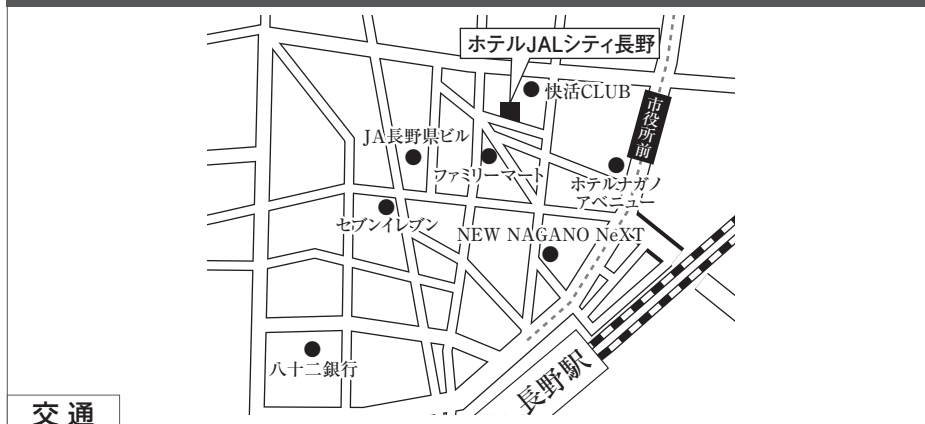 ホテルJALシティ長野
快活CLUB
市役所前
JA長野県ビル
ファミリーマート
ホテルナガノ
アベニュー
セブンイレブン
NEW NAGANO NeXT
八十二銀行
長野駅
交通